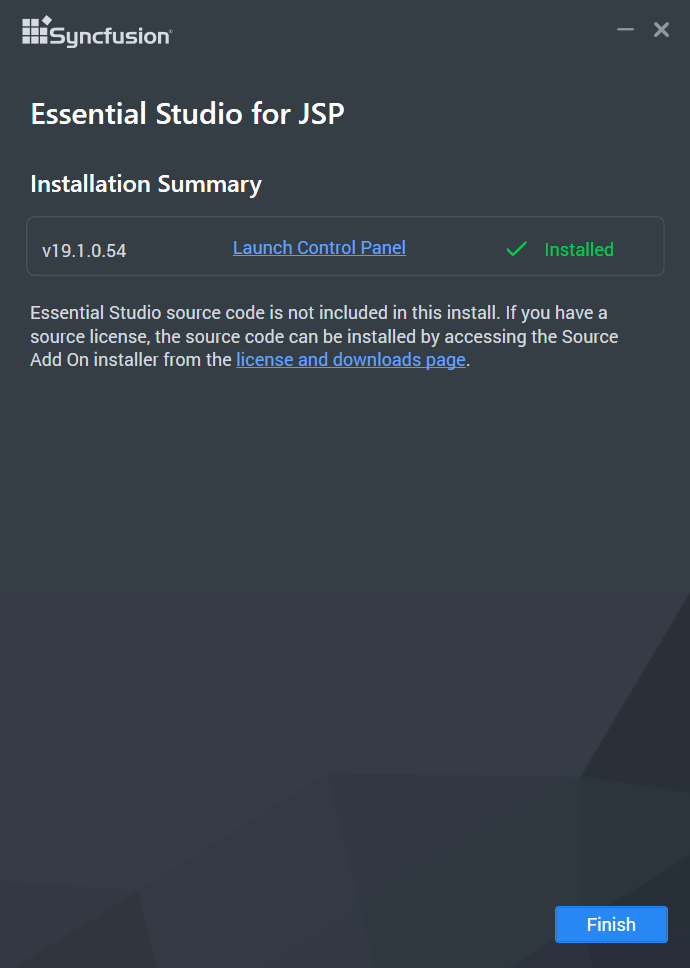 Syncfusion®
Essential Studio for JSP
Installation Summary
v19.1.0.54 Launch Control Panel Installed
Essential Studio source code is not included in this install. If you have a
source license, the source code can be installed by accessing the Source
Add On installer from the license and downloads page.
Finish